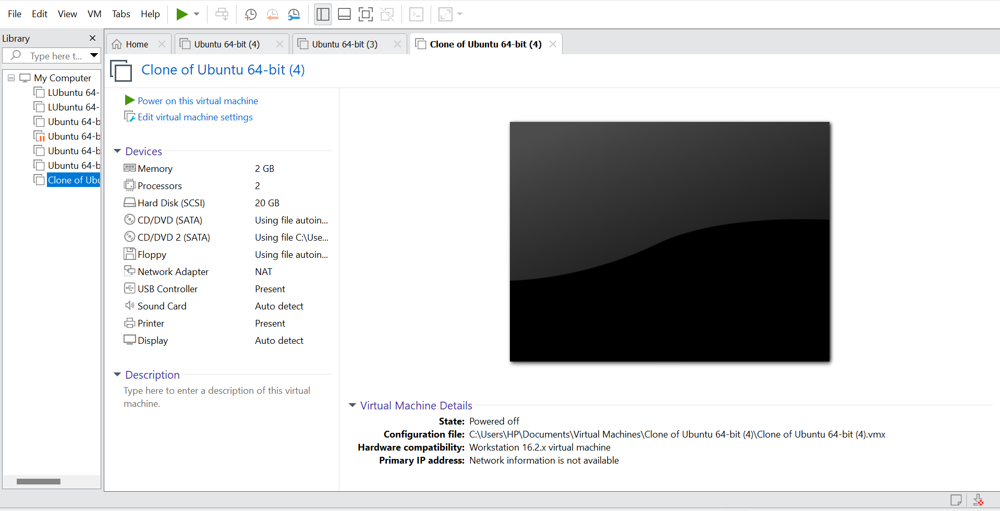 File Edit View VM Tabs Help
Library
Type here t...
My Computer
LUbuntu 64-
LUbuntu 64-
Ubuntu 64-b
Ubuntu 64-b
Ubuntu 64-b
Ubuntu 64-b
Clone of Ubu
Home
Ubuntu 64-bit (4)
Ubuntu 64-bit (3)
Clone of Ubuntu 64-bit (4)
Clone of Ubuntu 64-bit (4)
Power on this virtual machine
Edit virtual machine settings
Devices
Memory 2 GB
Processors 2
Hard Disk (SCSI) 20 GB
CD/DVD (SATA) Using file autoin...
CD/DVD 2 (SATA) Using file C:\Use...
Floppy Using file autoin...
Network Adapter NAT
USB Controller Present
Sound Card Auto detect
Printer Present
Display Auto detect
Description
Type here to enter a description of this virtual
machine.
Virtual Machine Details
State: Powered off
Configuration file: C:\Users\HP\Documents\Virtual Machines\Clone of Ubuntu 64-bit (4)\Clone of Ubuntu 64-bit (4).vmx
Hardware compatibility: Workstation 16.2.x virtual machine
Primary IP address: Network information is not available